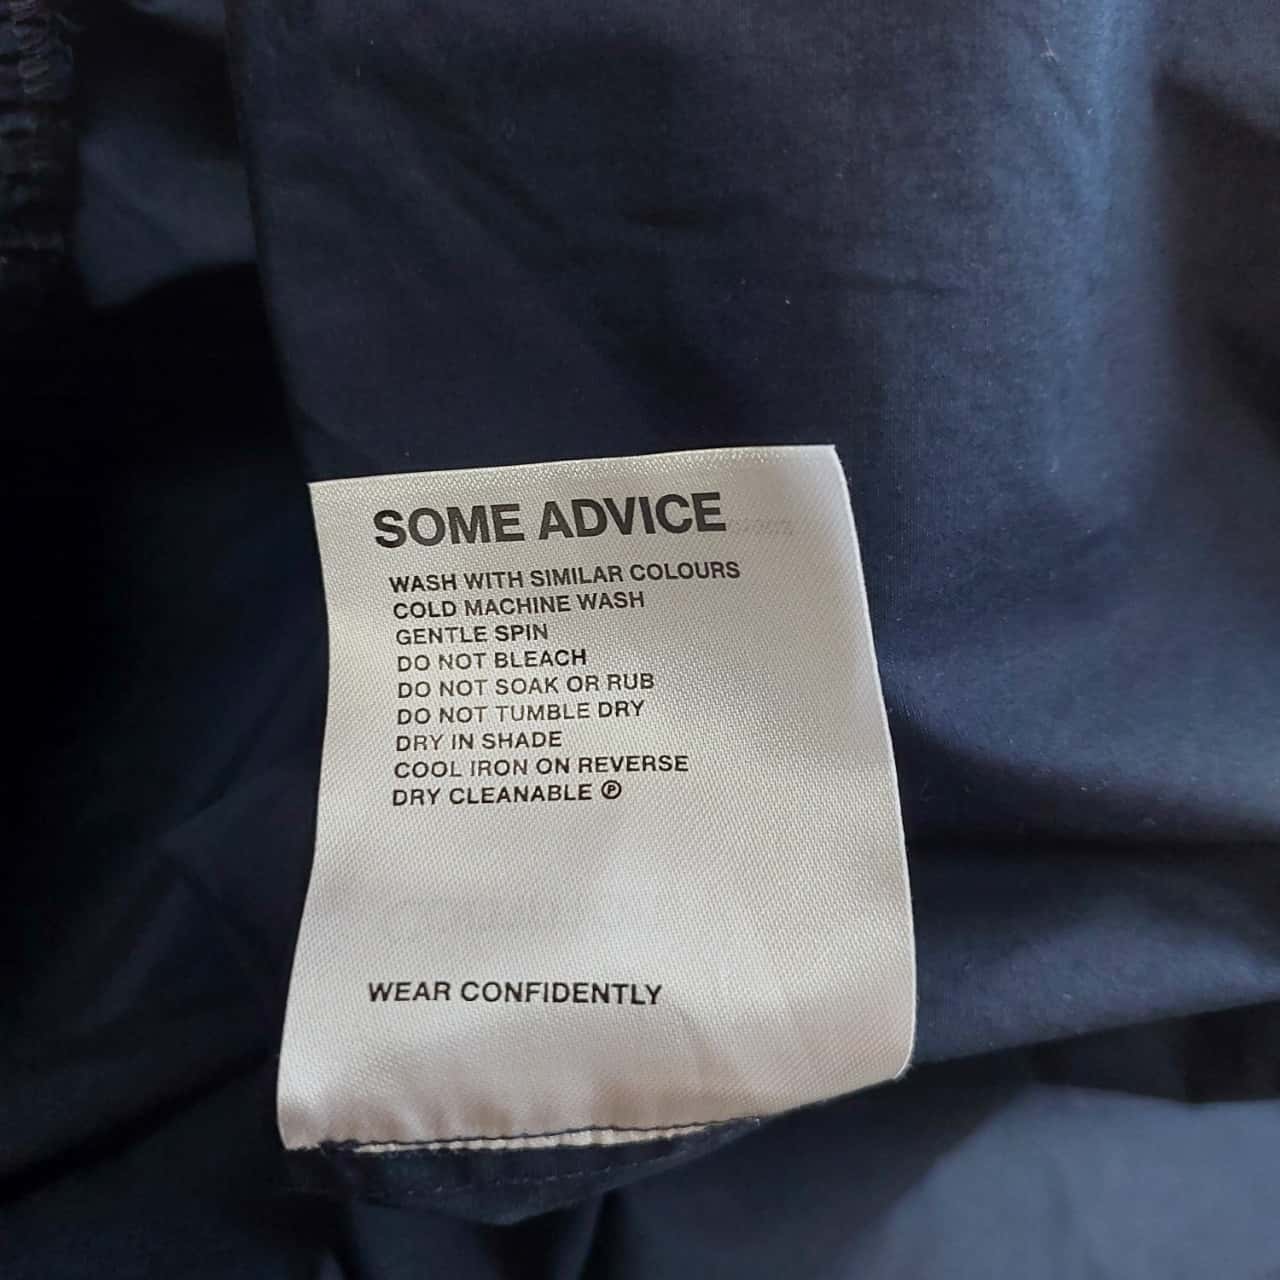 SOME ADVICE
WASH WITH SIMILAR COLOURS
COLD MACHINE WASH
GENTLE SPIN
DO NOT BLEACH
DO NOT SOAK OR RUB
DO NOT TUMBLE DRY
DRY IN SHADE
COOL IRON ON REVERSE
DRY CLEANABLE Ⓟ
WEAR CONFIDENTLY